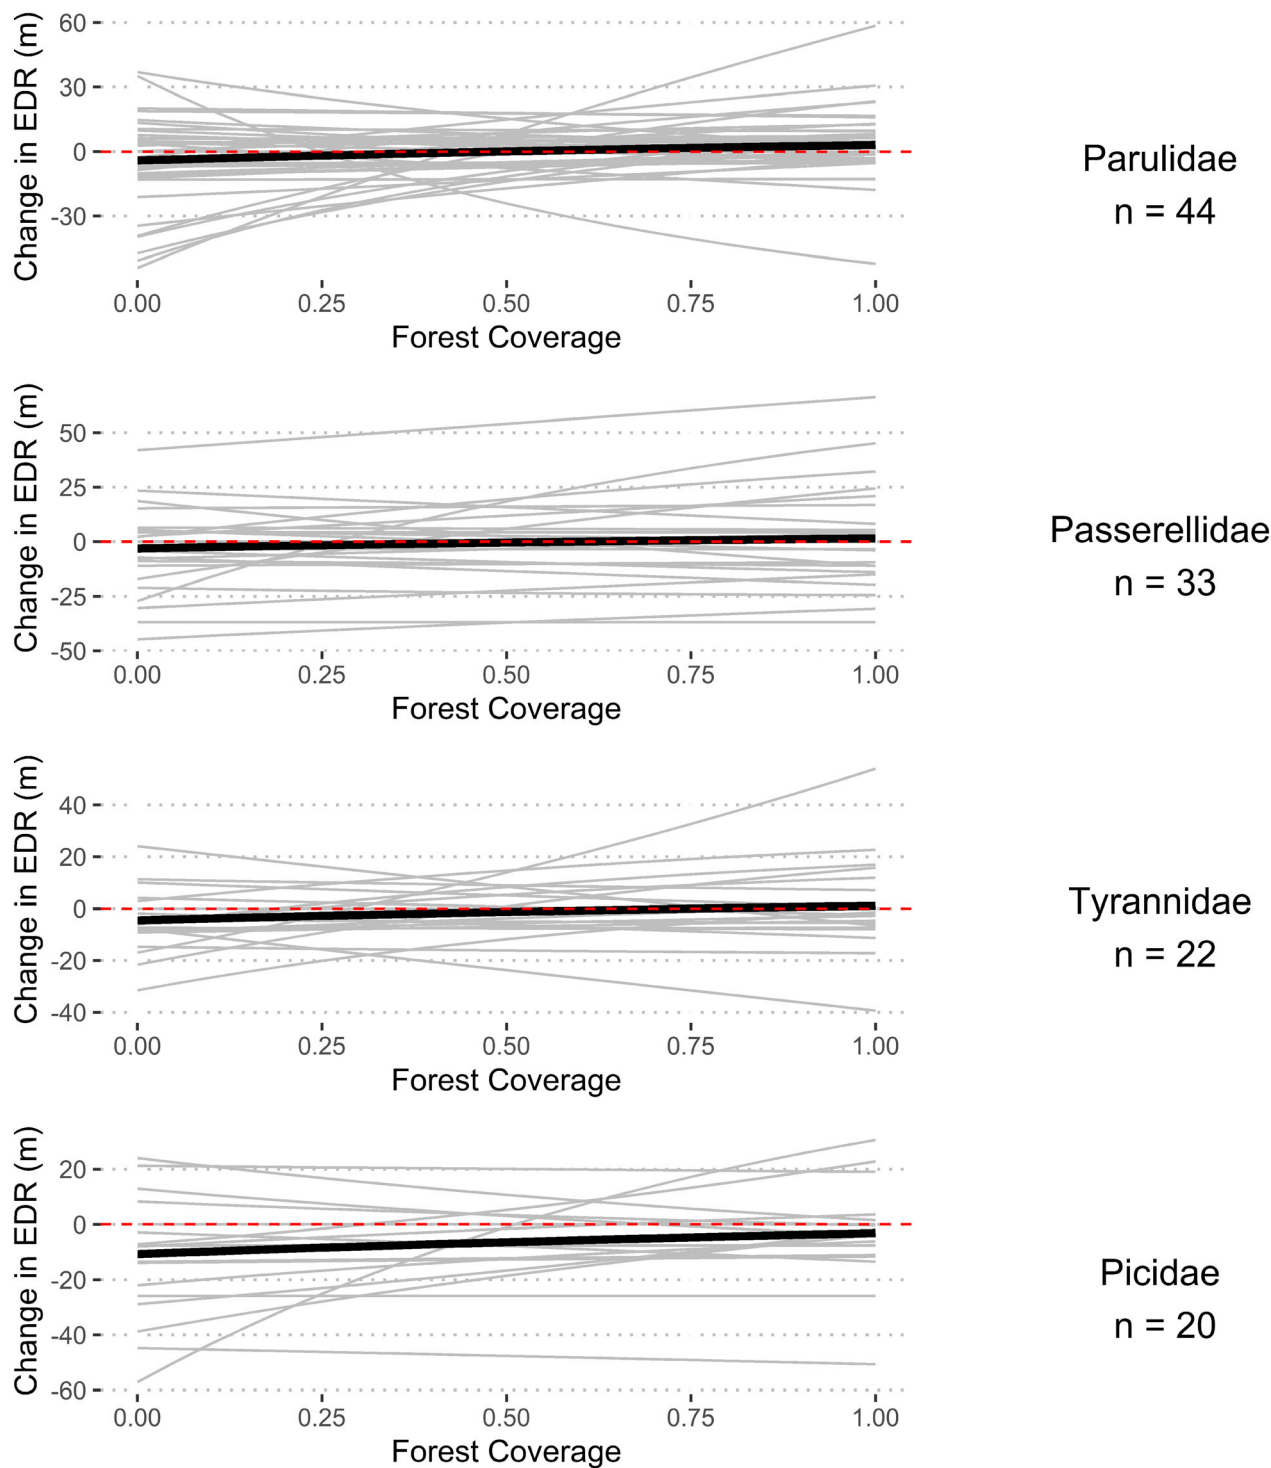 Change in EDR (m)
60
30
0
-30
0.00 0.25 0.50 0.75 1.00
Forest Coverage
Parulidae
n = 44
Change in EDR (m)
50
25
0
-25
-50
0.00 0.25 0.50 0.75 1.00
Forest Coverage
Passerellidae
n = 33
Change in EDR (m)
40
20
0
-20
-40
0.00 0.25 0.50 0.75 1.00
Forest Coverage
Tyrannidae
n = 22
Change in EDR (m)
20
0
-20
-40
-60
0.00 0.25 0.50 0.75 1.00
Forest Coverage
Picidae
n = 20